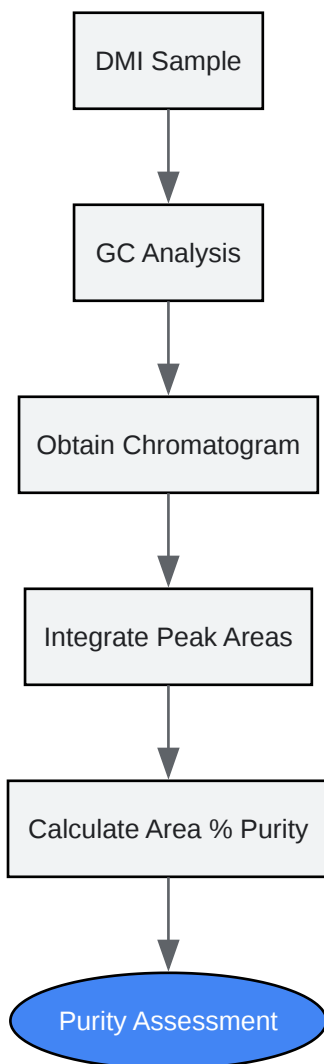 DMI Sample
GC Analysis
Obtain Chromatogram
Integrate Peak Areas
Calculate Area % Purity
Purity Assessment